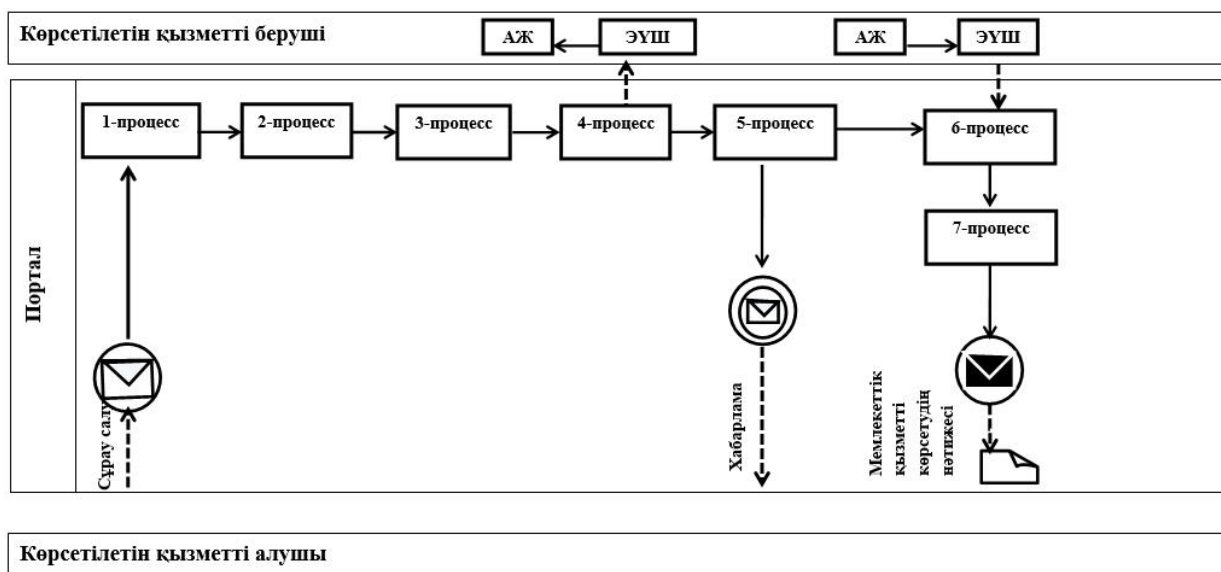 Көрсетілетін қызметті беруші
АЖ
ЭҮШ
АЖ
ЭҮШ
Портал
1-процесс
2-процесс
3-процесс
4-процесс
5-процесс
6-процесс
7-процесс
Сұрау салу
Хабарлама
Мемлекеттік
қызметті
көрсетудің
нәтижесі
Көрсетілетін қызметті алушы